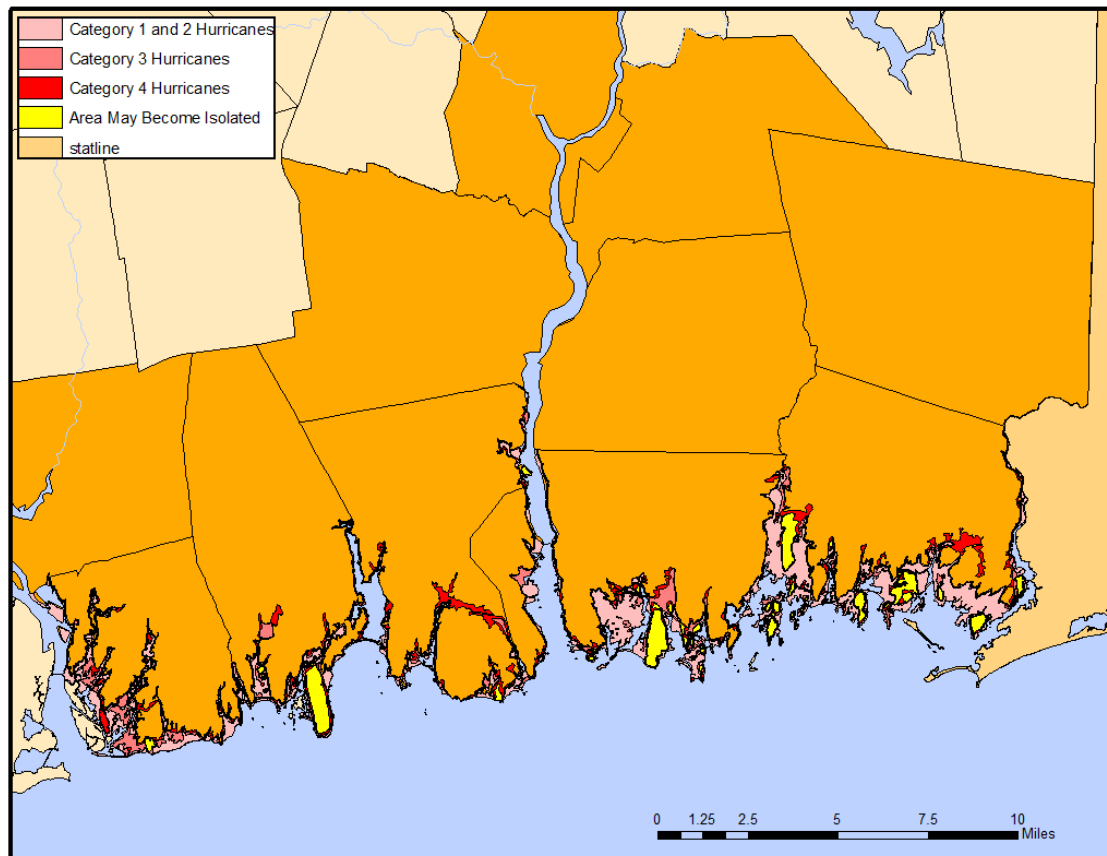 Category 1 and 2 Hurricanes
Category 3 Hurricanes
Category 4 Hurricanes
Area May Become Isolated
statline
0 1.25 2.5 5 7.5 10
Miles